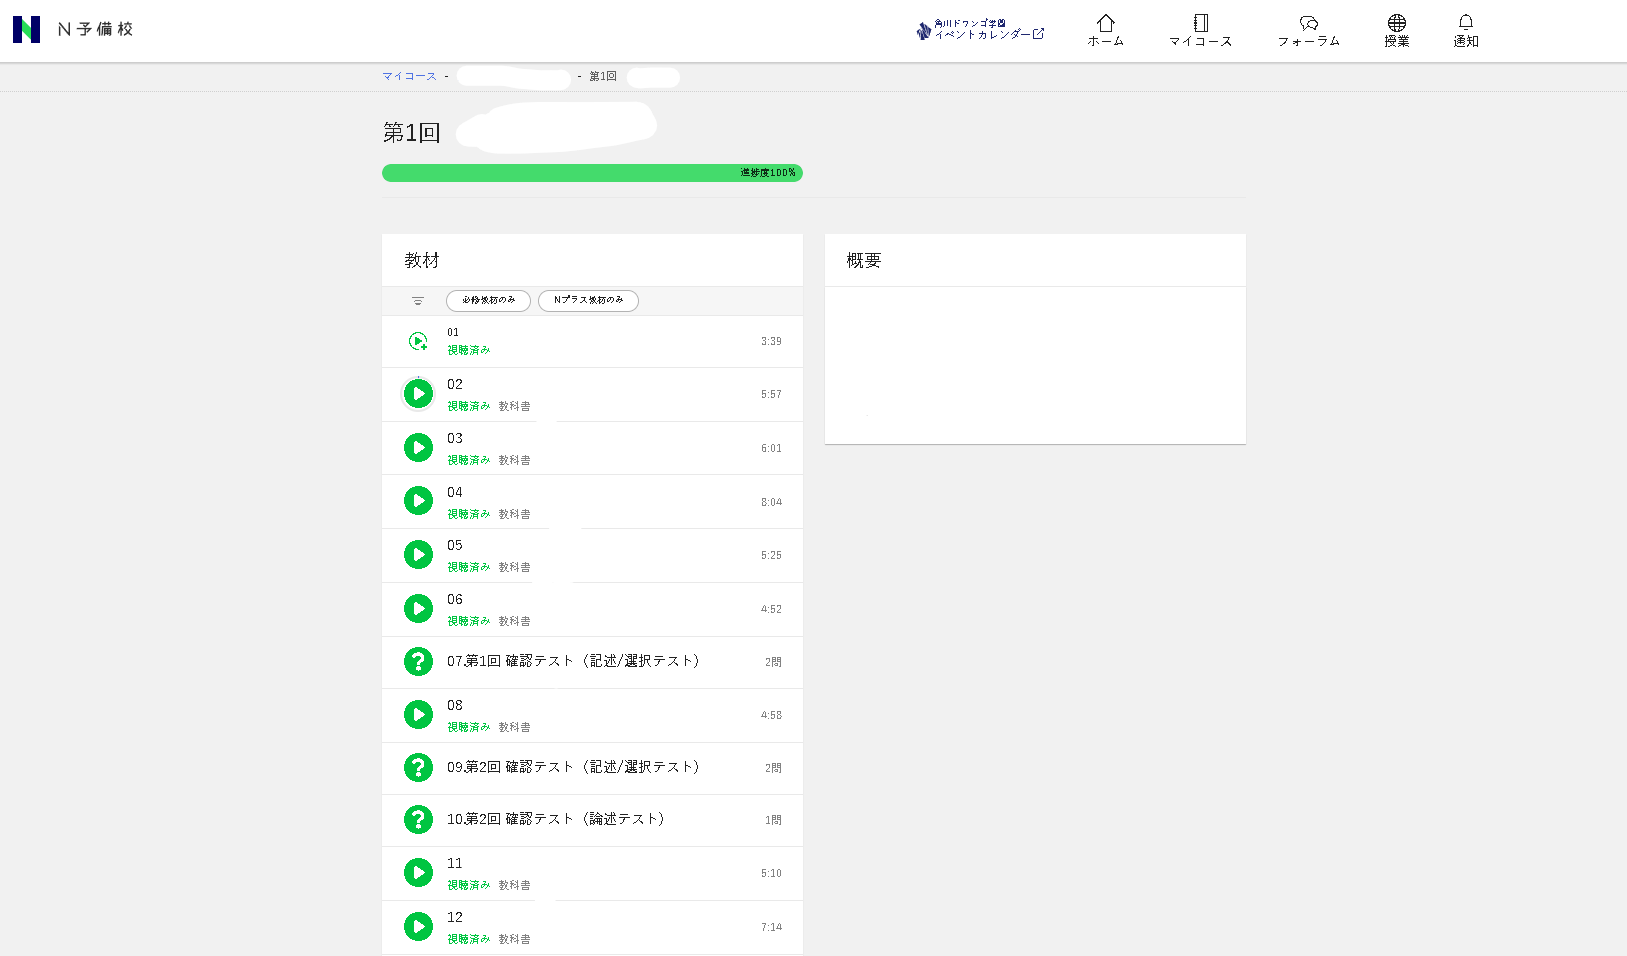 N予備校
角川ドワンゴ学園
イベントカレンダー
ホーム
マイコース
フォーラム
授業
通知
マイコース - - 第1回
第1回
進捗度100%
教材
必修教材のみ Nプラス教材のみ
01
視聴済み
3:39
02
視聴済み 教科書
5:57
03
視聴済み 教科書
6:01
04
視聴済み 教科書
8:04
05
視聴済み 教科書
5:25
06
視聴済み 教科書
4:52
07.第1回 確認テスト（記述/選択テスト） 2問
08
視聴済み 教科書
4:58
09.第2回 確認テスト（記述/選択テスト） 2問
10.第2回 確認テスト（論述テスト） 1問
11
視聴済み 教科書
5:10
12
視聴済み 教科書
7:14
概要